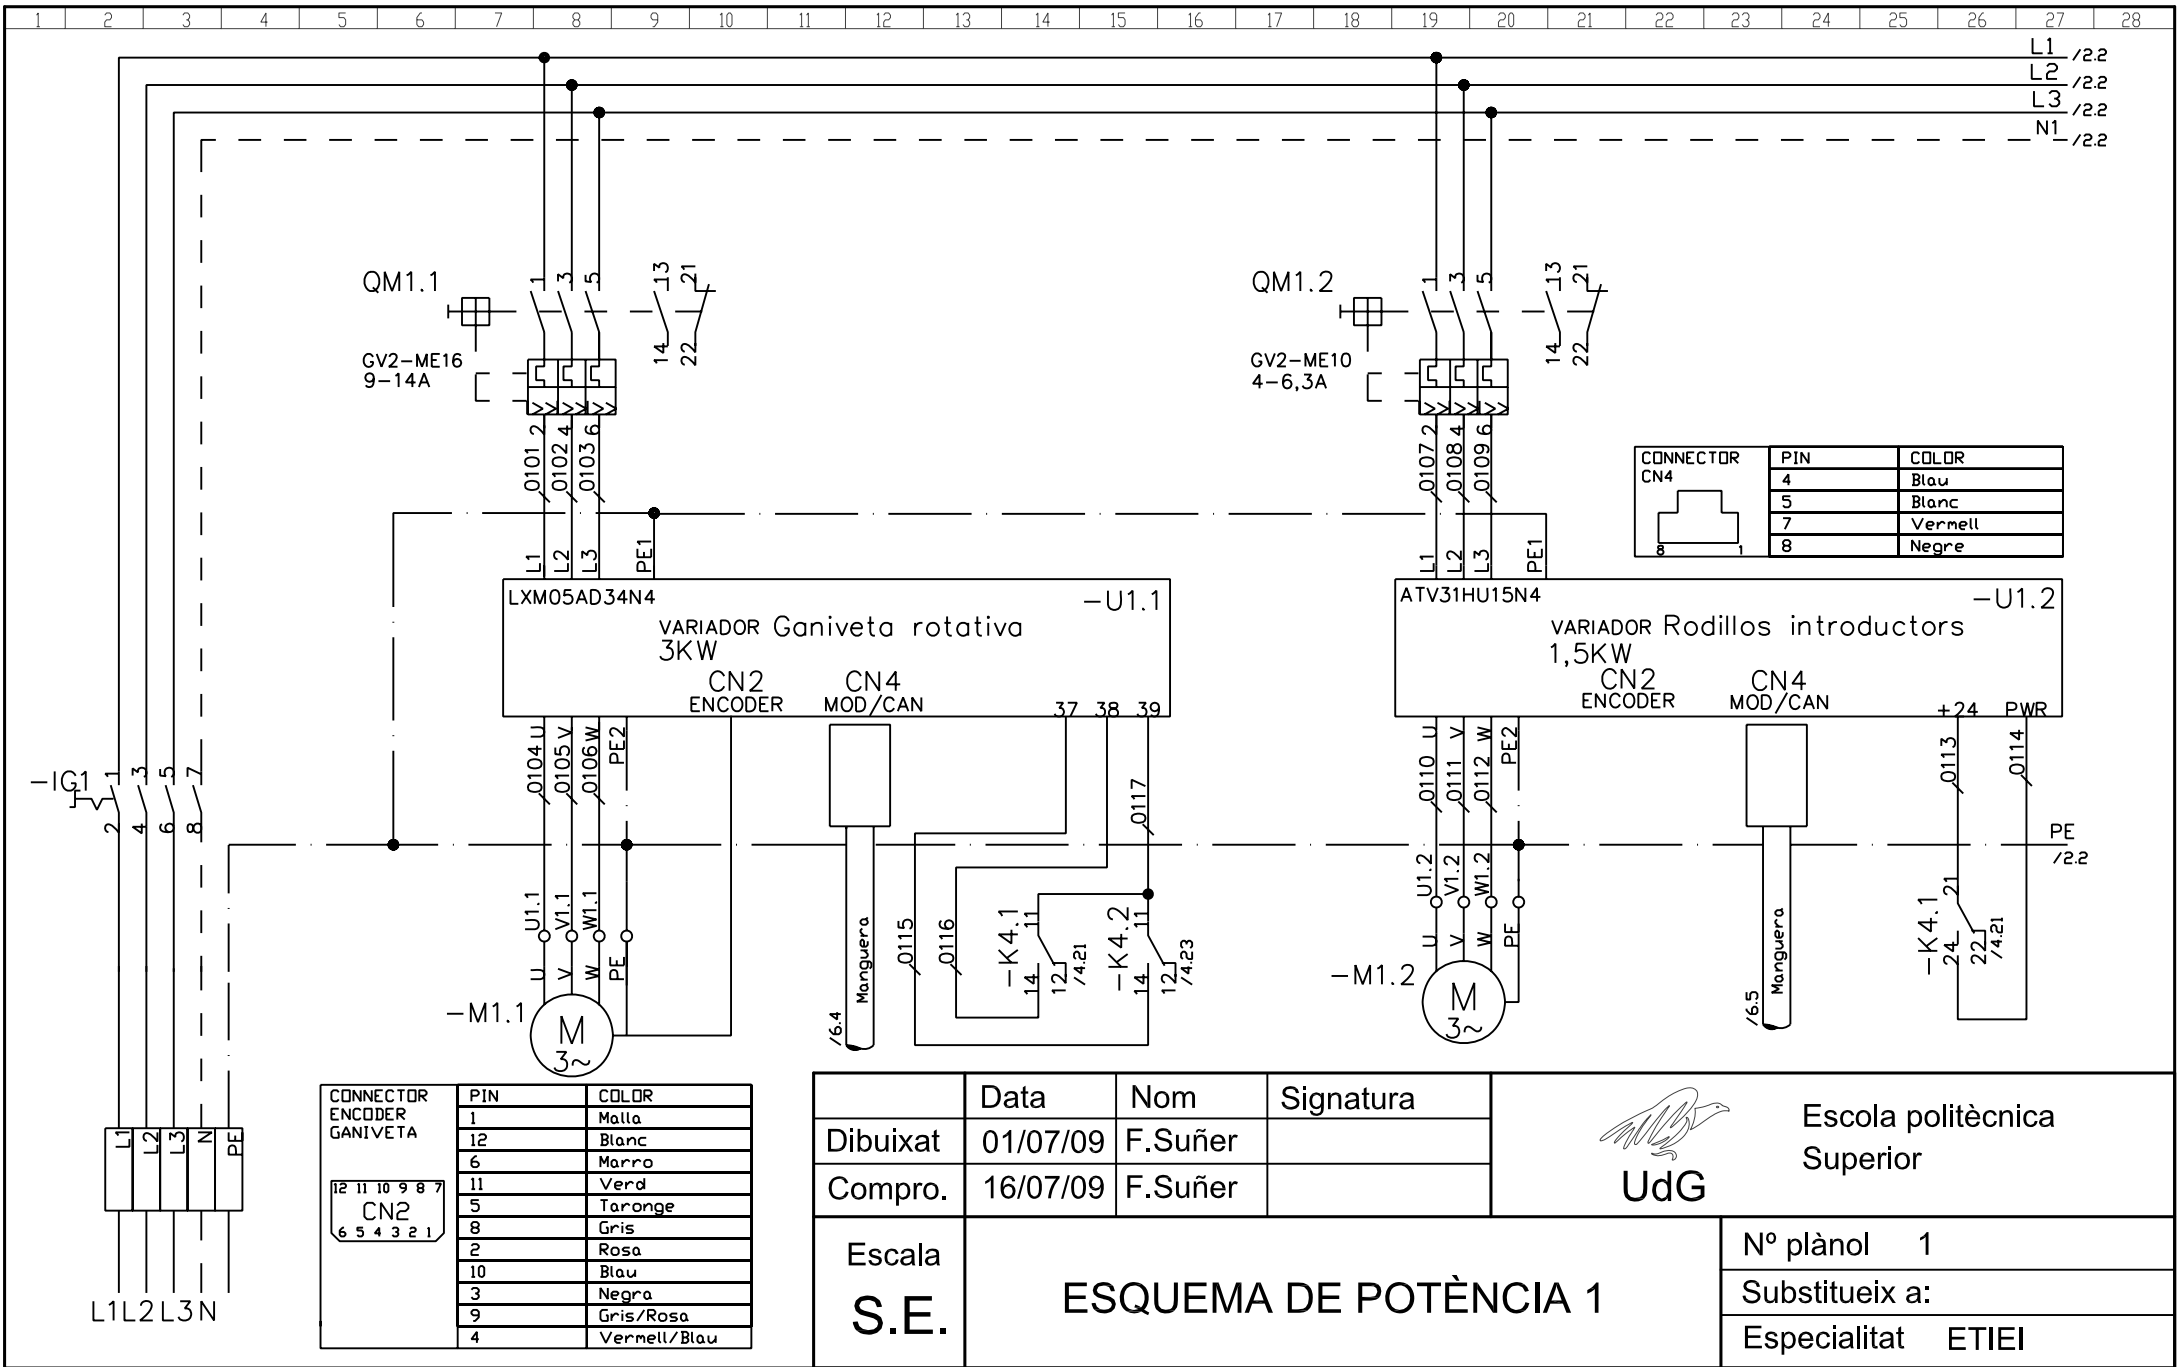 1 2 3 4 5 6 7 8 9 10 11 12 13 14 15 16 17 18 19 20 21 22 23 24 25 26 27 28
L1 /2.2
L2 /2.2
L3 /2.2
N1 /2.2
QM1.1
1 3 5 13 21
14 22
GV2-ME16
9-14A
2 4 6
0101 0102 0103
L1 L2 L3 PE1
QM1.2
1 3 5 13 21
14 22
GV2-ME10
4-6,3A
2 4 6
0107 0108 0109
L1 L2 L3 PE1
CONNECTOR CN4
PIN COLOR
4 Blau
5 Blanc
7 Vermell
8 Negre
8 1
LXM05AD34N4 -U1.1
VARIADOR Ganiveta rotativa
3KW
CN2 ENCODER
CN4 MOD/CAN
37 38 39
ATV31HU15N4 -U1.2
VARIADOR Rodillos introductors
1,5KW
CN2 ENCODER
CN4 MOD/CAN
+24 PWR
U V W PE2
0104 0105 0106
0117
U V W PE2
0110 0111 0112
0113 0114
-IG1
1 3 5 7
2 4 6 8
PE
/2.2
U1.1 V1.1 W1.1
U V W PE
-M1.1
M
3~
Manguera
/6.4
0115 0116
-K4.1
11
14 12
/4.21
-K4.2
11
14 12
/4.23
U1.2 V1.2 W1.2
U V W PE
-M1.2
M
3~
Manguera
/6.5
-K4.1
21
24 22
/4.21
L1 L2 L3 N PE
L1 L2 L3 N
CONNECTOR
ENCODER
GANIVETA
12 11 10 9 8 7
CN2
6 5 4 3 2 1
PIN COLOR
1 Malla
12 Blanc
6 Marro
11 Verd
5 Taronge
8 Gris
2 Rosa
10 Blau
3 Negra
9 Gris/Rosa
4 Vermell/Blau
Data Nom Signatura
Dibuixat 01/07/09 F.Suñer
Compro. 16/07/09 F.Suñer
UdG
Escola politècnica
Superior
Escala
S.E.
ESQUEMA DE POTÈNCIA 1
Nº plànol 1
Substitueix a:
Especialitat ETIEI